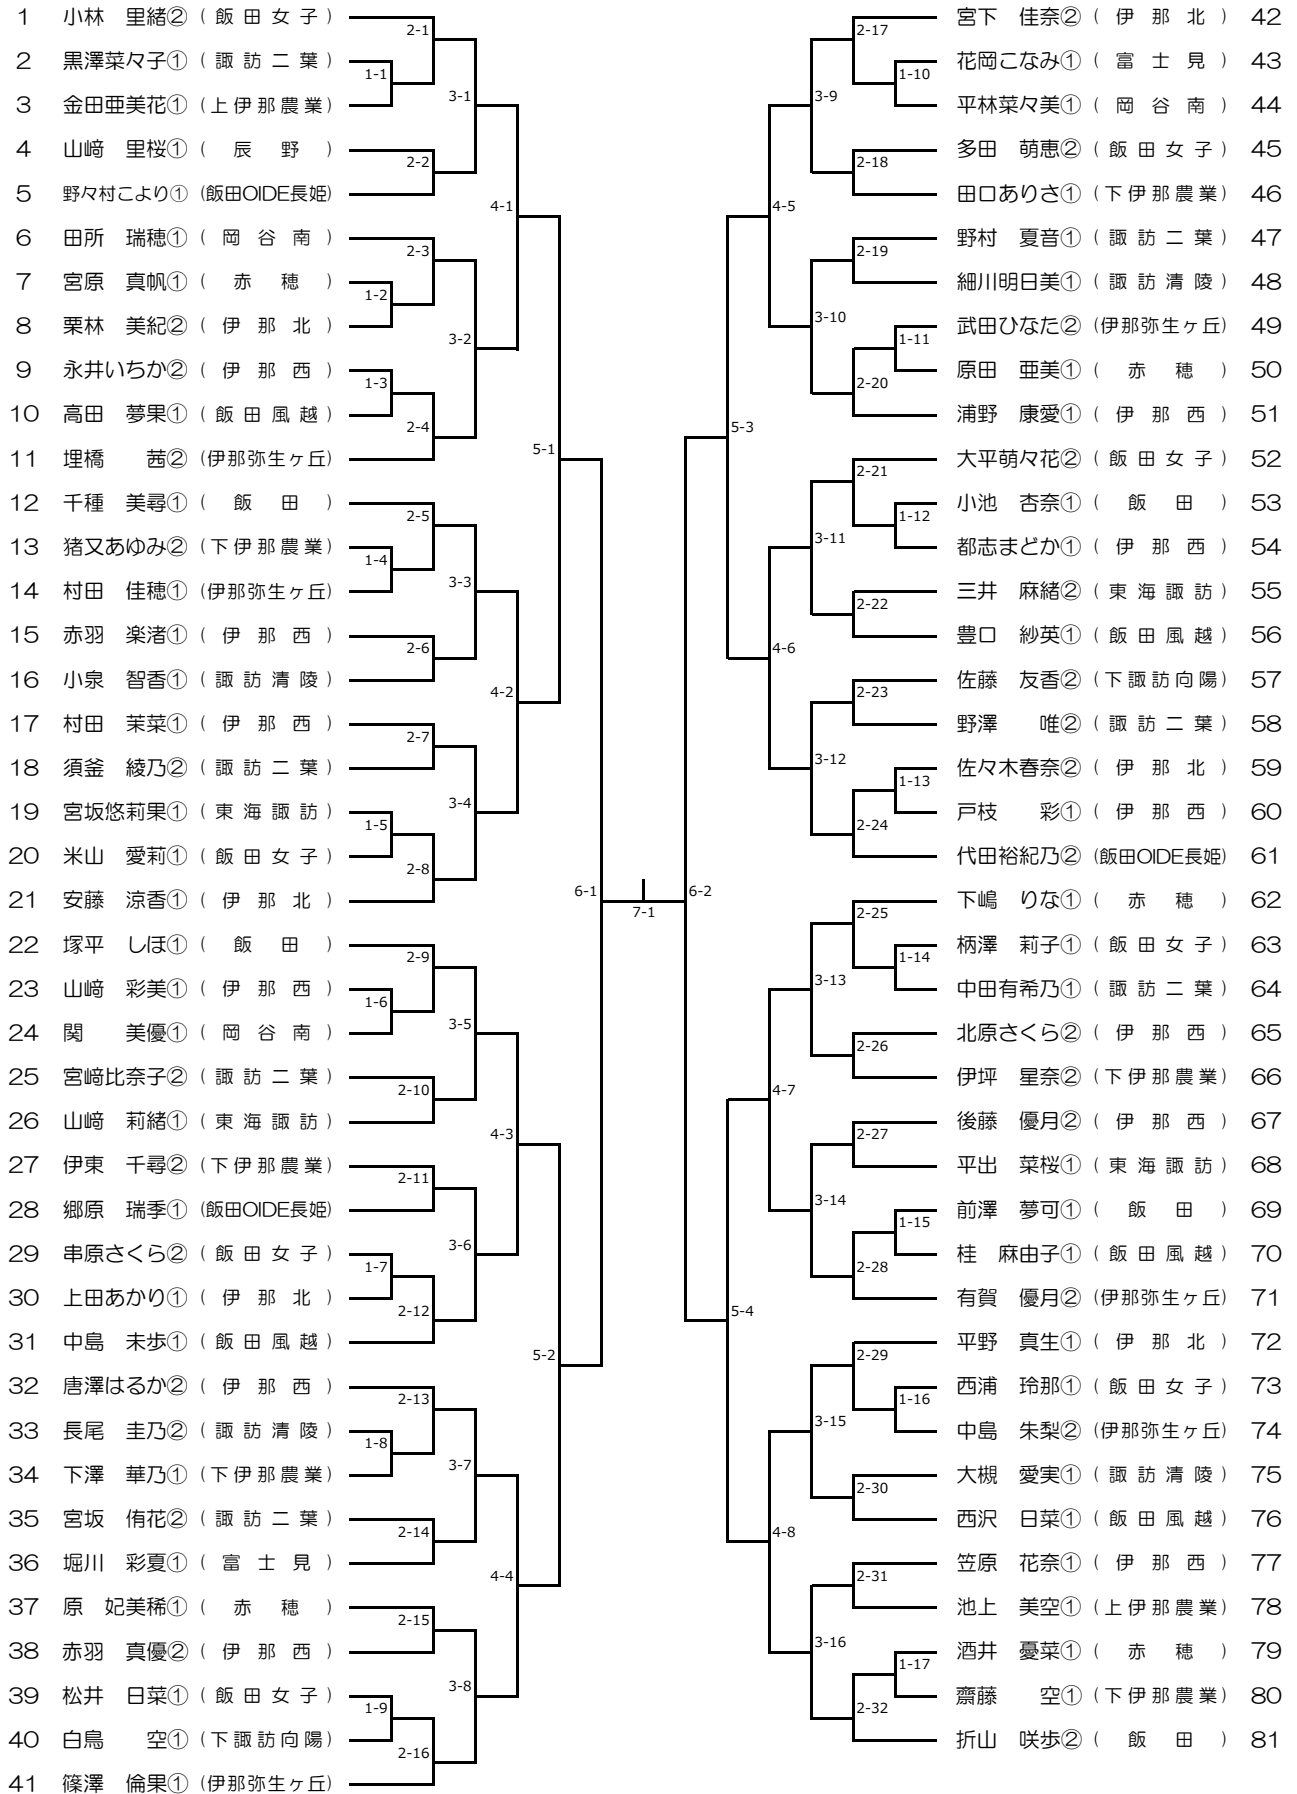 1 小林 里緒② (飯田女子)
2 黒澤菜々子① (諏訪二葉)
3 金田亜美花① (上伊那農業)
4 山﨑 里桜① (辰野)
5 野々村こより① (飯田OIDE長姫)
6 田所 瑞穂① (岡谷南)
7 宮原 真帆① (赤穂)
8 栗林 美紀② (伊那北)
9 永井いちか② (伊那西)
10 高田 夢果① (飯田風越)
11 埋橋 茜② (伊那弥生ヶ丘)
12 千種 美尋① (飯田)
13 猪又あゆみ② (下伊那農業)
14 村田 佳穂① (伊那弥生ヶ丘)
15 赤羽 楽渚① (伊那西)
16 小泉 智香① (諏訪清陵)
17 村田 茉菜① (伊那西)
18 須釜 綾乃② (諏訪二葉)
19 宮坂悠莉果① (東海諏訪)
20 米山 愛莉① (飯田女子)
21 安藤 涼香① (伊那北)
22 塚平 しほ① (飯田)
23 山﨑 彩美① (伊那西)
24 関 美優① (岡谷南)
25 宮﨑比奈子② (諏訪二葉)
26 山﨑 莉緒① (東海諏訪)
27 伊東 千尋② (下伊那農業)
28 郷原 瑞季① (飯田OIDE長姫)
29 串原さくら② (飯田女子)
30 上田あかり① (伊那北)
31 中島 未歩① (飯田風越)
32 唐澤はるか② (伊那西)
33 長尾 圭乃② (諏訪清陵)
34 下澤 華乃① (下伊那農業)
35 宮坂 侑花② (諏訪二葉)
36 堀川 彩夏① (富士見)
37 原 妃美稀① (赤穂)
38 赤羽 真優② (伊那西)
39 松井 日菜① (飯田女子)
40 白鳥 空① (下諏訪向陽)
41 篠澤 倫果① (伊那弥生ヶ丘)
1-1
1-2
1-3
1-4
1-5
1-6
1-7
1-8
1-9
2-1
2-2
2-3
2-4
2-5
2-6
2-7
2-8
2-9
2-10
2-11
2-12
2-13
2-14
2-15
2-16
3-1
3-2
3-3
3-4
3-5
3-6
3-7
3-8
4-1
4-2
4-3
4-4
5-1
5-2
6-1
7-1
6-2
5-3
5-4
4-5
4-6
4-7
4-8
3-9
3-10
3-11
3-12
3-13
3-14
3-15
3-16
2-17
2-18
2-19
2-20
2-21
2-22
2-23
2-24
2-25
2-26
2-27
2-28
2-29
2-30
2-31
2-32
1-10
1-11
1-12
1-13
1-14
1-15
1-16
1-17
宮下 佳奈② (伊那北) 42
花岡こなみ① (富士見) 43
平林菜々美① (岡谷南) 44
多田 萌恵② (飯田女子) 45
田口ありさ① (下伊那農業) 46
野村 夏音① (諏訪二葉) 47
細川明日美① (諏訪清陵) 48
武田ひなた② (伊那弥生ヶ丘) 49
原田 亜美① (赤穂) 50
浦野 康愛① (伊那西) 51
大平萌々花② (飯田女子) 52
小池 杏奈① (飯田) 53
都志まどか① (伊那西) 54
三井 麻緒② (東海諏訪) 55
豊口 紗英① (飯田風越) 56
佐藤 友香② (下諏訪向陽) 57
野澤 唯② (諏訪二葉) 58
佐々木春奈② (伊那北) 59
戸枝 彩① (伊那西) 60
代田裕紀乃② (飯田OIDE長姫) 61
下嶋 りな① (赤穂) 62
柄澤 莉子① (飯田女子) 63
中田有希乃① (諏訪二葉) 64
北原さくら② (伊那西) 65
伊坪 星奈② (下伊那農業) 66
後藤 優月② (伊那西) 67
平出 菜桜① (東海諏訪) 68
前澤 夢可① (飯田) 69
桂 麻由子① (飯田風越) 70
有賀 優月② (伊那弥生ヶ丘) 71
平野 真生① (伊那北) 72
西浦 玲那① (飯田女子) 73
中島 朱梨② (伊那弥生ヶ丘) 74
大槻 愛実① (諏訪清陵) 75
西沢 日菜① (飯田風越) 76
笠原 花奈① (伊那西) 77
池上 美空① (上伊那農業) 78
酒井 憂菜① (赤穂) 79
齋藤 空① (下伊那農業) 80
折山 咲歩② (飯田) 81